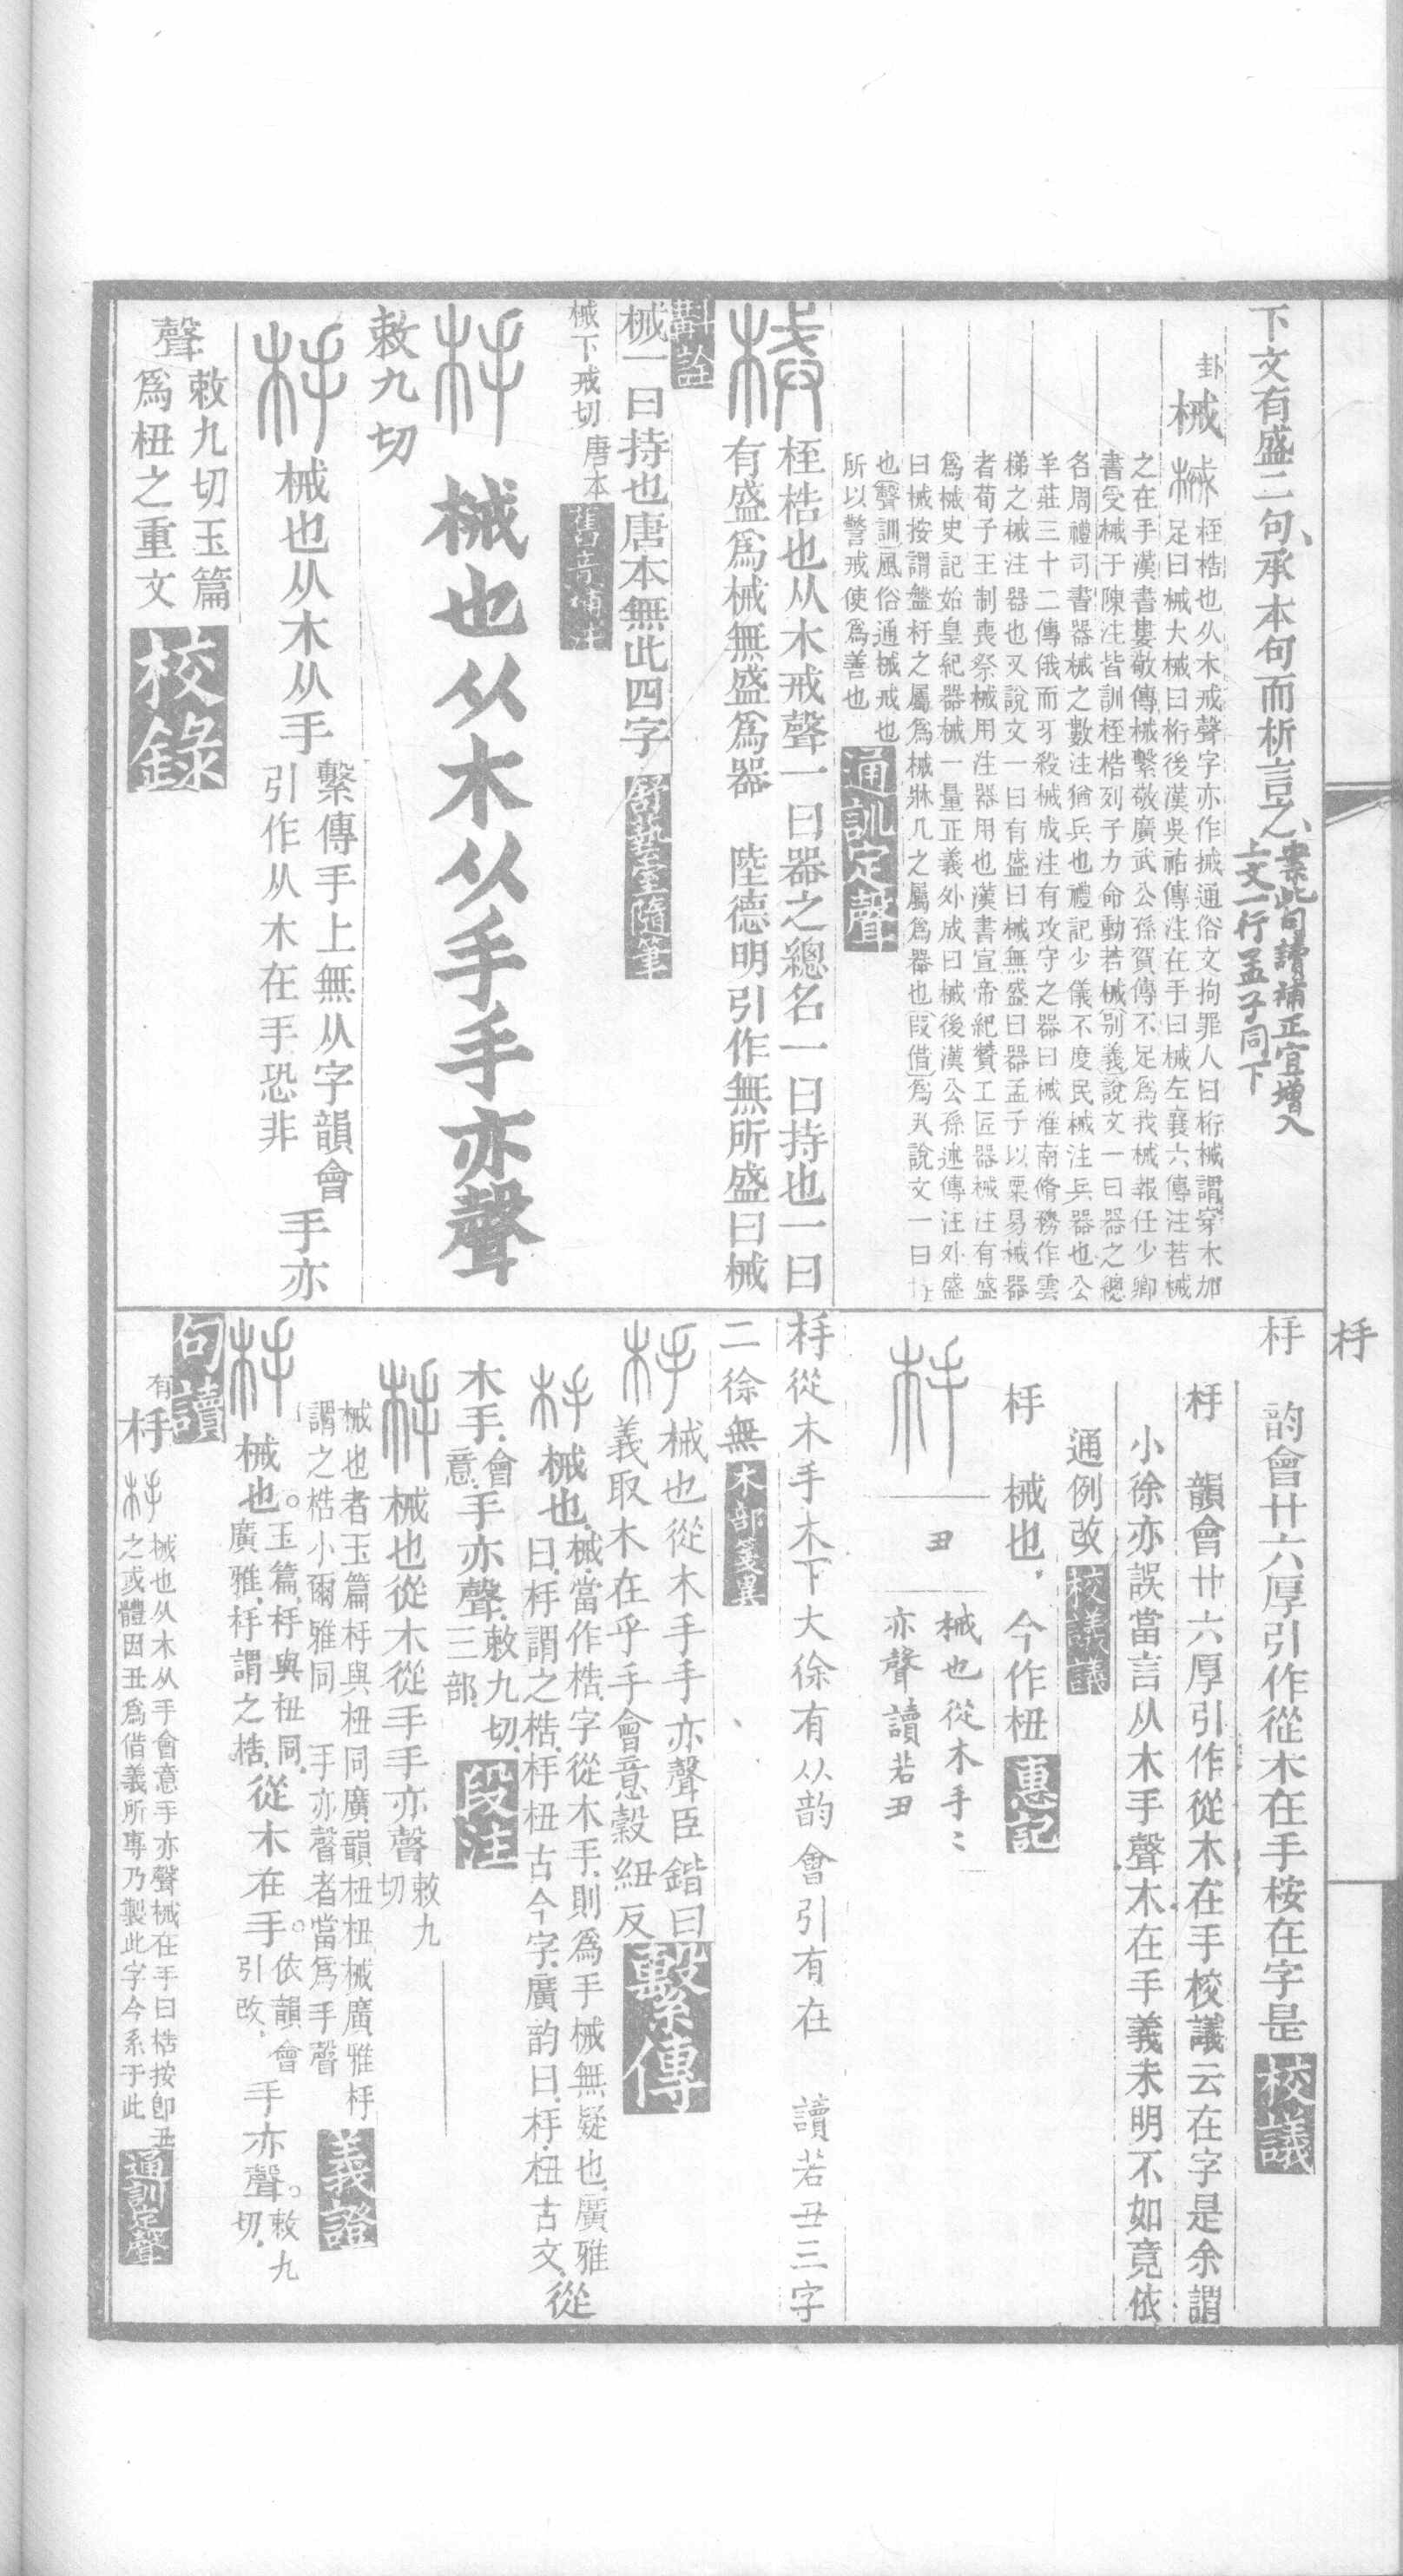 下文有盛二句、承本句而析言之、
案此句讀補正宜增入
上文一行孟子同下
卦
械
桎梏也从木戒聲字亦作搣通俗文拘罪人曰桁械謂穿木加
足曰械大械曰桁後漢吳祐傳注在手曰械左襄六傳注若械
之在手漢書婁敬傳械繫敬廣武公孫賀傳不足為我械報任少卿
書受械于陳注皆訓桎梏列子力命動若械(別義)說文一曰器之總
名周禮司書器械之數注猶兵也禮記少儀不度民械注兵器也公
羊莊三十二傳俄而牙殺械成注有攻守之器曰械淮南脩務作雲
梯之械注器也又說文一曰有盛曰械無盛曰器孟子以粟易械器
者荀子王制喪祭械用注器用也漢書宣帝紀贊工匠器械注有盛
為械史記始皇紀器械一量正義外成曰械後漢公孫述傳注外盛
曰械按謂盤杅之屬為械牀几之屬為器也(叚借)為丮說文一曰
也(聲訓)風俗通械戒也
所以警戒使為善也
通訓定聲
桎梏也从木戒聲一曰器之總名一曰持也一曰
有盛為械無盛為器 陸德明引作無所盛曰械
斠詮
械一曰持也唐本無此四字
舒蓺室隨筆
械下戒切唐本
舊音補注
械也从木从手手亦聲
敕九切
械也从木从手
繫傳手上無从字韻會
引作从木在手恐非
手亦
聲
敕九切玉篇
為杻之重文
校錄
杽
杽 韵會廿六厚引作從木在手桉在字是
校議
杽 韻會廿六厚引作從木在手校議云在字是余謂
小徐亦誤當言从木手聲木在手義未明不如竟依
通例改
校議議
杽 械也，今作杻
惠記
丑
械也從木手〻
亦聲讀若丑
杽從木手木下大徐有从韵會引有在 讀若丑三字
二徐無
木部箋異
械也從木手手亦聲臣鍇曰
義取木在乎手會意穀紐反
繫傳
械也、
械、當作梏、字從木手、則為手械無疑也、廣雅
曰、杽謂之梏、杽杻古今字、廣韵曰、杽、杻古文、
從
木手、
會
意、
手亦聲、
敕九切、
三部、
段注
械也從木從手手亦聲
敕九
切
械也者玉篇杽與杻同廣韻杻杻械廣雅杽
謂之梏小爾雅同 手亦聲者當為手聲
義證
械也。
玉篇、杽與杻同、
廣雅、杽謂之梏、
從木在手。
依韻會
引改、
手亦聲。
敕九
切、
句讀
有
杽
械也从木从手會意手亦聲械在手曰梏按卽丑
之或體因丑為借義所專乃製此字今系于此
通訓定聲